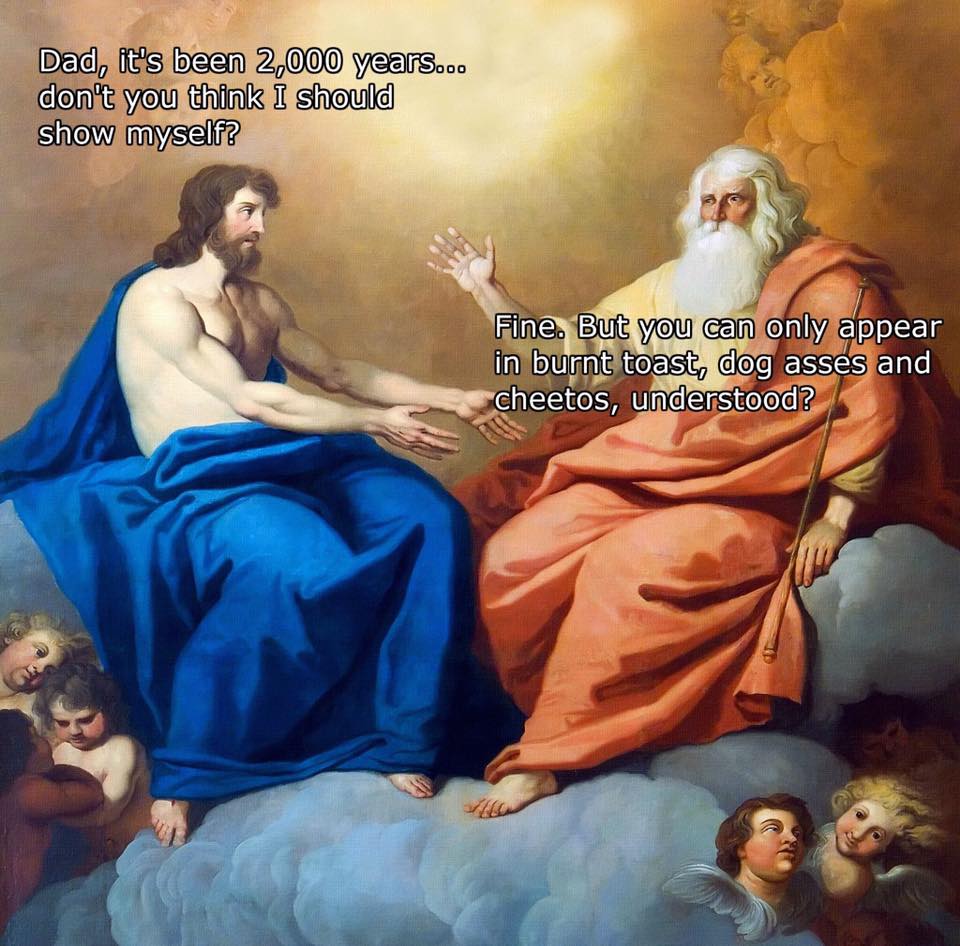 Dad, it's been 2,000 years...
don't you think I should
show myself?
Fine. But you can only appear
in burnt toast, dog asses and
cheetos, understood?